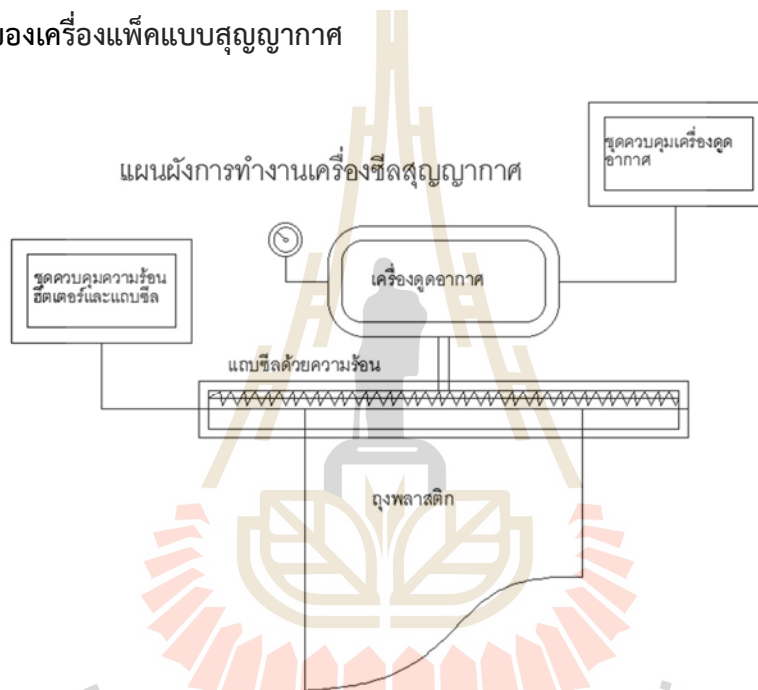 ของเครื่องแพ็คแบบสุญญากาศ
แผนผังการทำงานเครื่องซีลสุญญากาศ
ชุดควบคุมเครื่องดูด
อากาศ
ชุดควบคุมความร้อน
ฮีตเตอร์และแถบซีล
เครื่องดูดอากาศ
แถบซีลด้วยความร้อน
ถุงพลาสติก